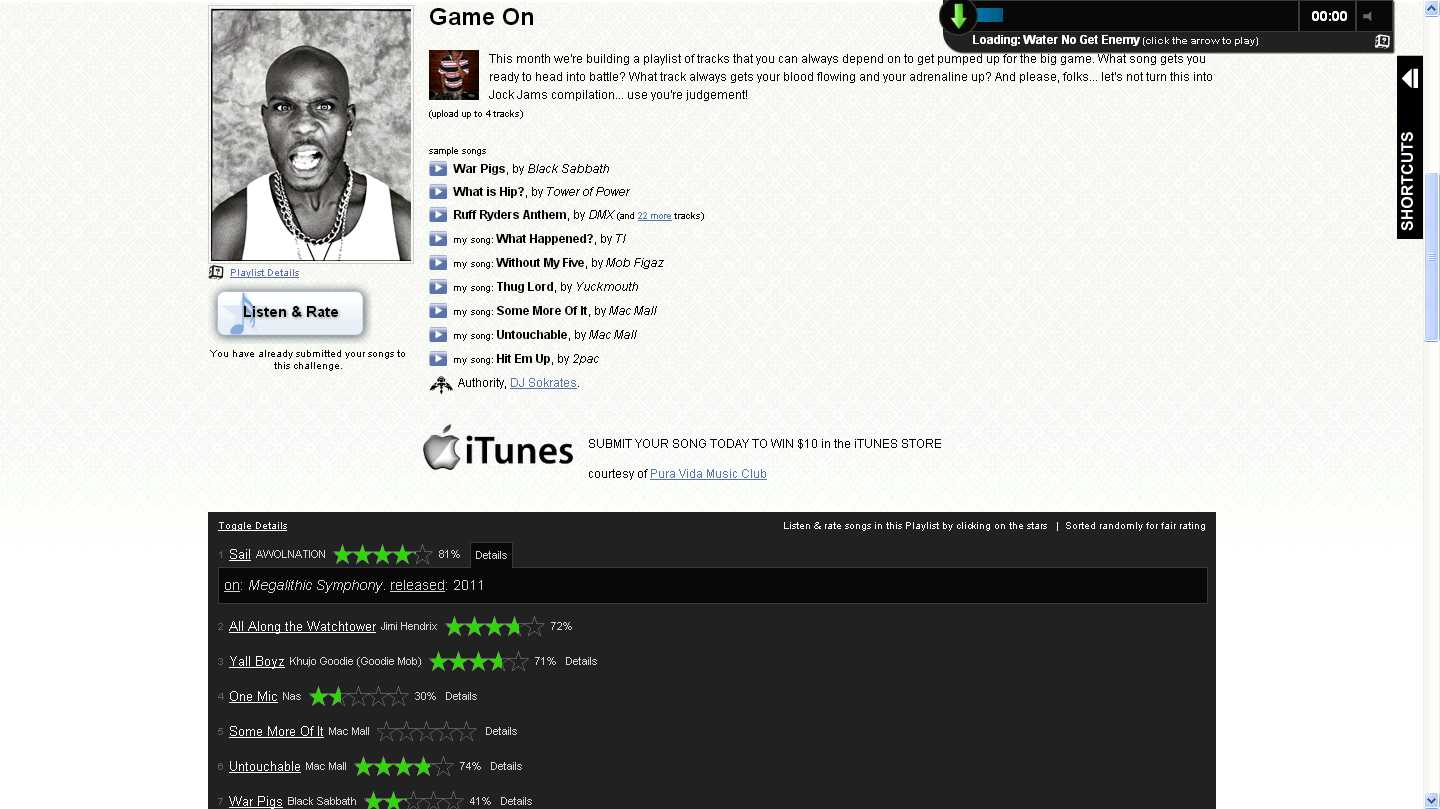 Game On
00:00
Loading: Water No Get Enemy (click the arrow to play)
This month we're building a playlist of tracks that you can always depend on to get pumped up for the big game. What song gets you
ready to head into battle? What track always gets your blood flowing and your adrenaline up? And please, folks... let's not turn this into
Jock Jams compilation... use you're judgement!
(upload up to 4 tracks)
SHORTCUTS
sample songs
War Pigs, by Black Sabbath
What is Hip?, by Tower of Power
Ruff Ryders Anthem, by DMX (and 22 more tracks)
my song: What Happened?, by TI
my song: Without My Five, by Mob Figaz
my song: Thug Lord, by Yuckmouth
my song: Some More Of It, by Mac Mall
my song: Untouchable, by Mac Mall
my song: Hit Em Up, by 2pac
Authority, DJ Sokrates.
Playlist Details
Listen & Rate
You have already submitted your songs to
this challenge.
iTunes
SUBMIT YOUR SONG TODAY TO WIN $10 in the iTUNES STORE
courtesy of Pura Vida Music Club
Toggle Details
Listen & rate songs in this Playlist by clicking on the stars | Sorted randomly for fair rating
1 Sail AWOLNATION 81% Details
on: Megalithic Symphony. released: 2011
2 All Along the Watchtower Jimi Hendrix 72%
3 Yall Boyz Khujo Goodie (Goodie Mob) 71% Details
4 One Mic Nas 30% Details
5 Some More Of It Mac Mall Details
6 Untouchable Mac Mall 74% Details
7 War Pigs Black Sabbath 41% Details